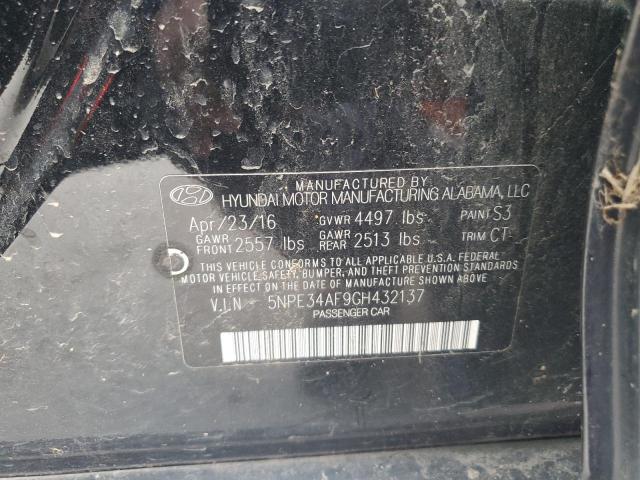 MANUFACTURED BY
HYUNDAI MOTOR MANUFACTURING ALABAMA, LLC
Apr/23/16 GVWR 4497 lbs PAINT S3
GAWR FRONT 2557 lbs GAWR REAR 2513 lbs TRIM CT
THIS VEHICLE CONFORMS TO ALL APPLICABLE U.S.A. FEDERAL
MOTOR VEHICLE SAFETY, BUMPER, AND THEFT PREVENTION STANDARDS
IN EFFECT ON THE DATE OF MANUFACTURE SHOWN ABOVE
V.I.N - 5NPE34AF9GH432137
PASSENGER CAR